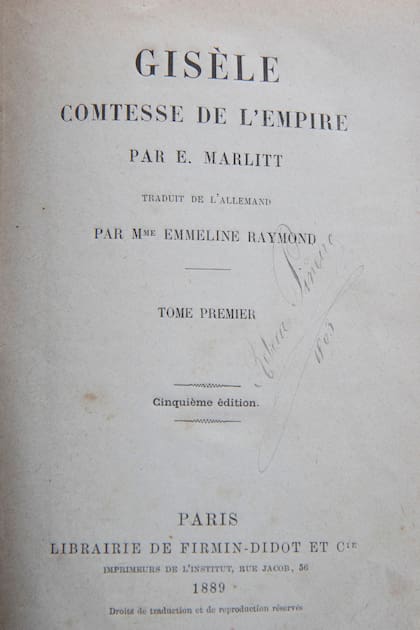 GISÈLE
COMTESSE DE L'EMPIRE
PAR E. MARLITT
TRADUIT DE L'ALLEMAND
PAR MME EMMELINE RAYMOND
TOME PREMIER
Cinquième édition.
PARIS
LIBRAIRIE DE FIRMIN-DIDOT ET CIE
IMPRIMEURS DE L'INSTITUT, RUE JACOB, 56
1889
Droits de traduction et de reproduction réservés